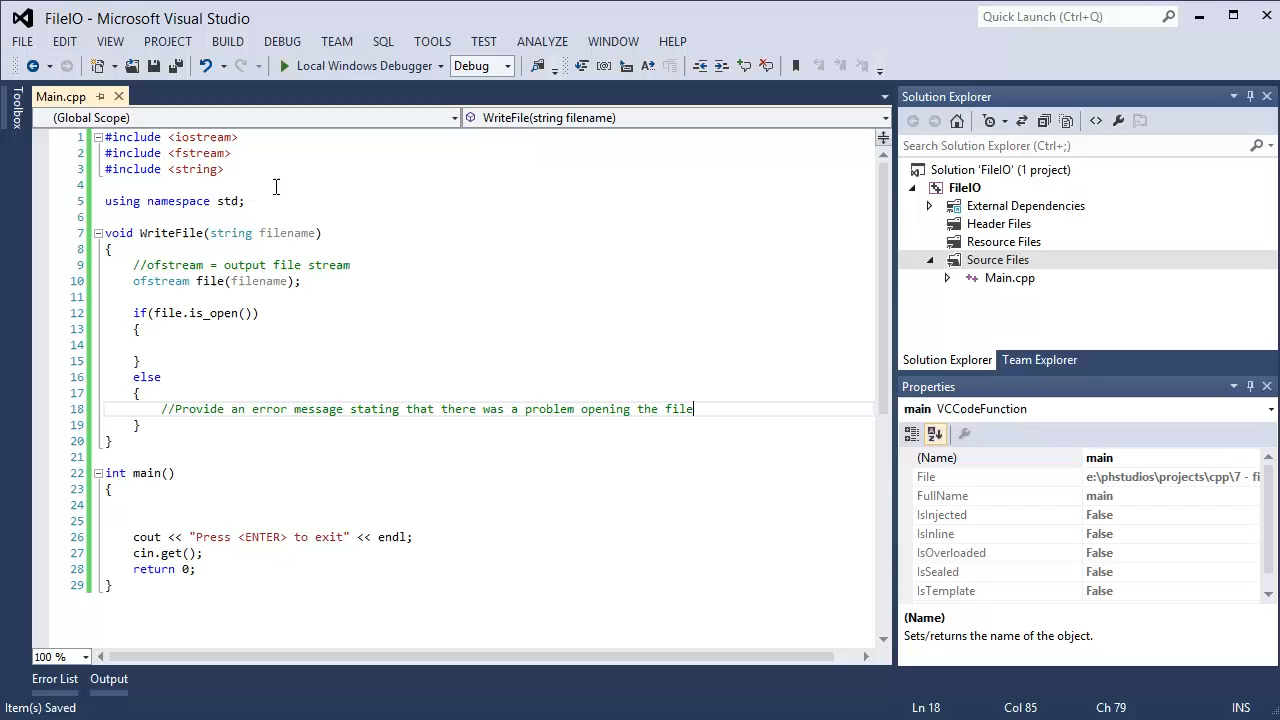 FileIO - Microsoft Visual Studio
Quick Launch (Ctrl+Q)
FILE EDIT VIEW PROJECT BUILD DEBUG TEAM SQL TOOLS TEST ANALYZE WINDOW HELP
Local Windows Debugger Debug
Toolbox
Main.cpp
(Global Scope) WriteFile(string filename)
1 #include <iostream>
2 #include <fstream>
3 #include <string>
4
5 using namespace std;
6
7 void WriteFile(string filename)
8 {
9 //ofstream = output file stream
10 ofstream file(filename);
11
12 if(file.is_open())
13 {
14
15 }
16 else
17 {
18 //Provide an error message stating that there was a problem opening the file
19 }
20 }
21
22 int main()
23 {
24
25
26 cout << "Press <ENTER> to exit" << endl;
27 cin.get();
28 return 0;
29 }
100 %
Solution Explorer
Search Solution Explorer (Ctrl+;)
Solution 'FileIO' (1 project)
FileIO
External Dependencies
Header Files
Resource Files
Source Files
Main.cpp
Solution Explorer Team Explorer
Properties
main VCCodeFunction
(Name) main
File e:\phstudios\projects\cpp\7 - fi
FullName main
IsInjected False
IsInline False
IsOverloaded False
IsSealed False
IsTemplate False
(Name)
Sets/returns the name of the object.
Error List Output
Item(s) Saved Ln 18 Col 85 Ch 79 INS